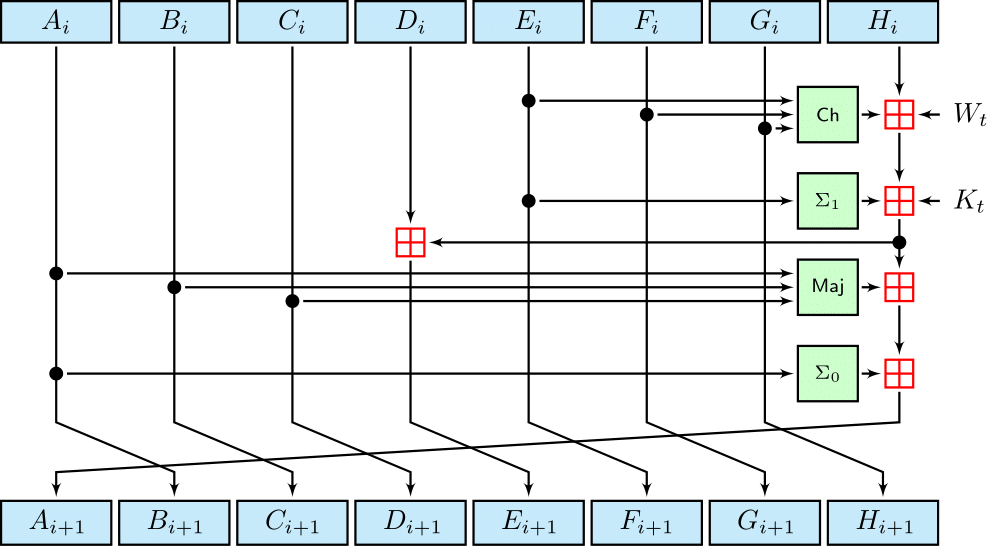 A_i B_i C_i D_i E_i F_i G_i H_i
Ch W_t
Σ_1 K_t
Maj
Σ_0
A_{i+1} B_{i+1} C_{i+1} D_{i+1} E_{i+1} F_{i+1} G_{i+1} H_{i+1}